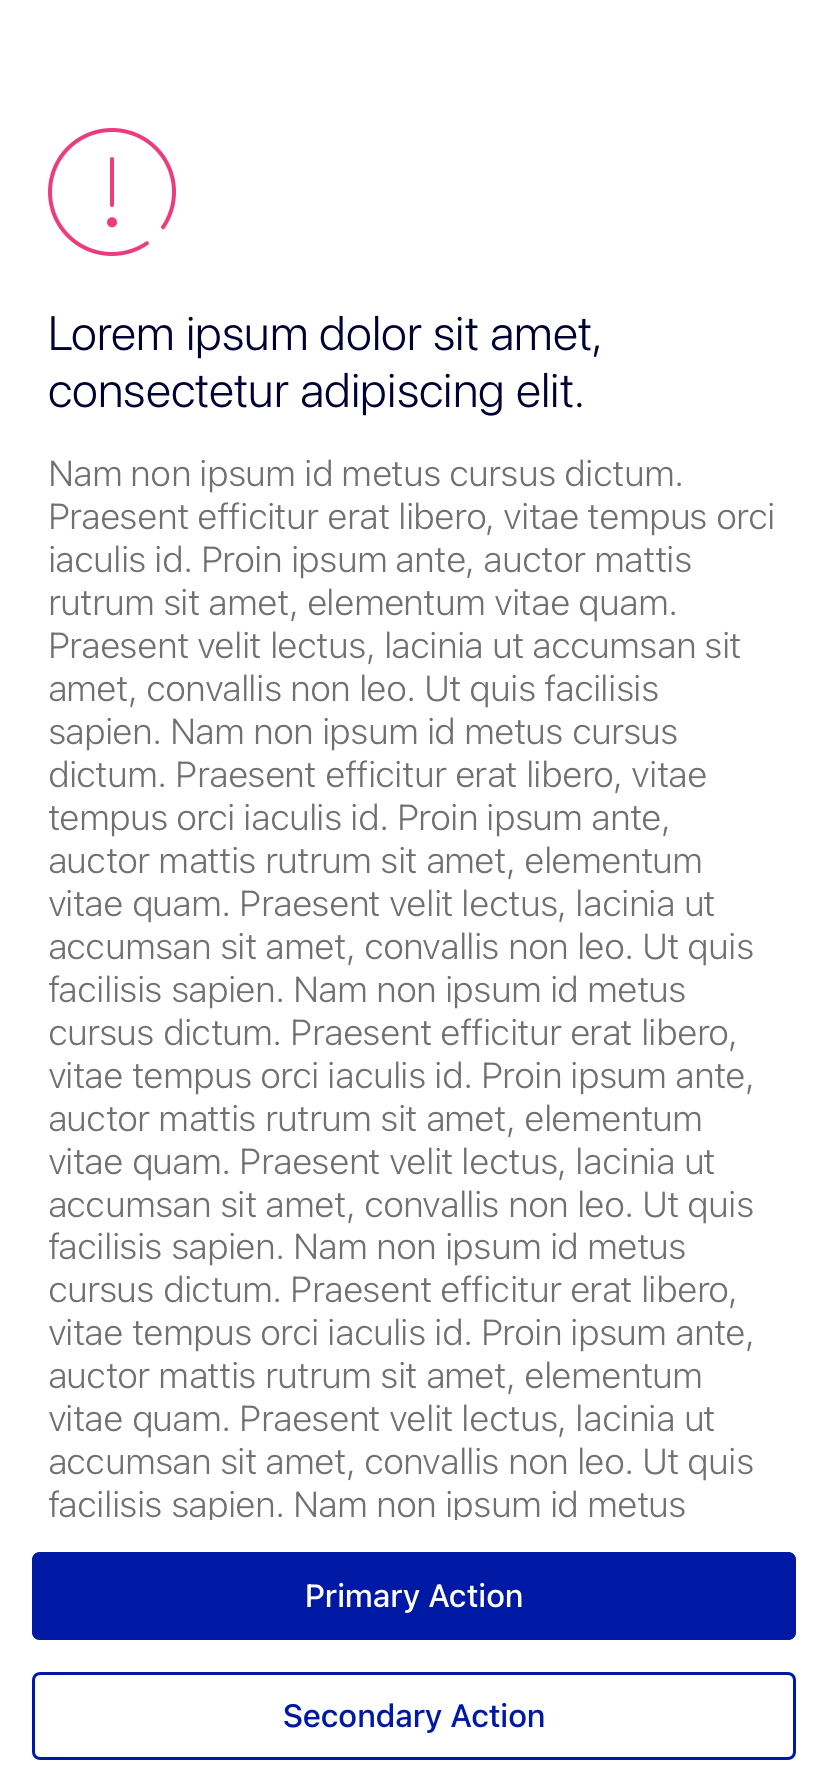 Lorem ipsum dolor sit amet,
consectetur adipiscing elit.
Nam non ipsum id metus cursus dictum.
Praesent efficitur erat libero, vitae tempus orci
iaculis id. Proin ipsum ante, auctor mattis
rutrum sit amet, elementum vitae quam.
Praesent velit lectus, lacinia ut accumsan sit
amet, convallis non leo. Ut quis facilisis
sapien. Nam non ipsum id metus cursus
dictum. Praesent efficitur erat libero, vitae
tempus orci iaculis id. Proin ipsum ante,
auctor mattis rutrum sit amet, elementum
vitae quam. Praesent velit lectus, lacinia ut
accumsan sit amet, convallis non leo. Ut quis
facilisis sapien. Nam non ipsum id metus
cursus dictum. Praesent efficitur erat libero,
vitae tempus orci iaculis id. Proin ipsum ante,
auctor mattis rutrum sit amet, elementum
vitae quam. Praesent velit lectus, lacinia ut
accumsan sit amet, convallis non leo. Ut quis
facilisis sapien. Nam non ipsum id metus
cursus dictum. Praesent efficitur erat libero,
vitae tempus orci iaculis id. Proin ipsum ante,
auctor mattis rutrum sit amet, elementum
vitae quam. Praesent velit lectus, lacinia ut
accumsan sit amet, convallis non leo. Ut quis
facilisis sapien. Nam non ipsum id metus
Primary Action
Secondary Action